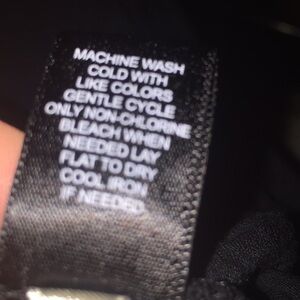 MACHINE WASH
COLD WITH
LIKE COLORS
GENTLE CYCLE
ONLY NON-CHLORINE
BLEACH WHEN
NEEDED LAY
FLAT TO DRY
COOL IRON
IF NEEDED